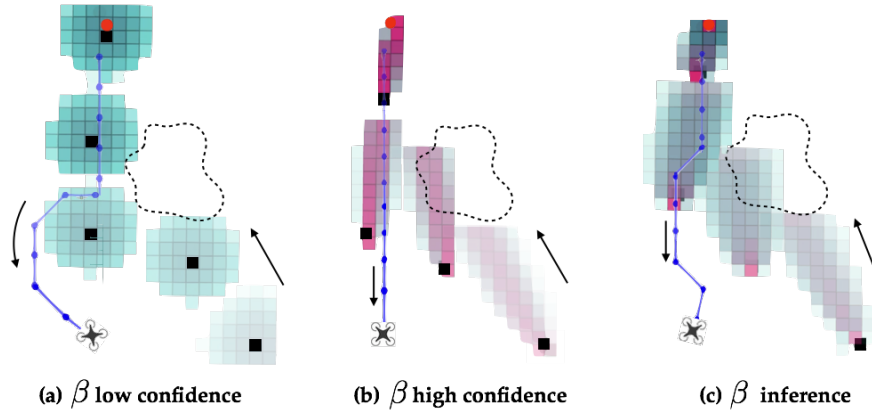 (a) β low confidence
(b) β high confidence
(c) β inference